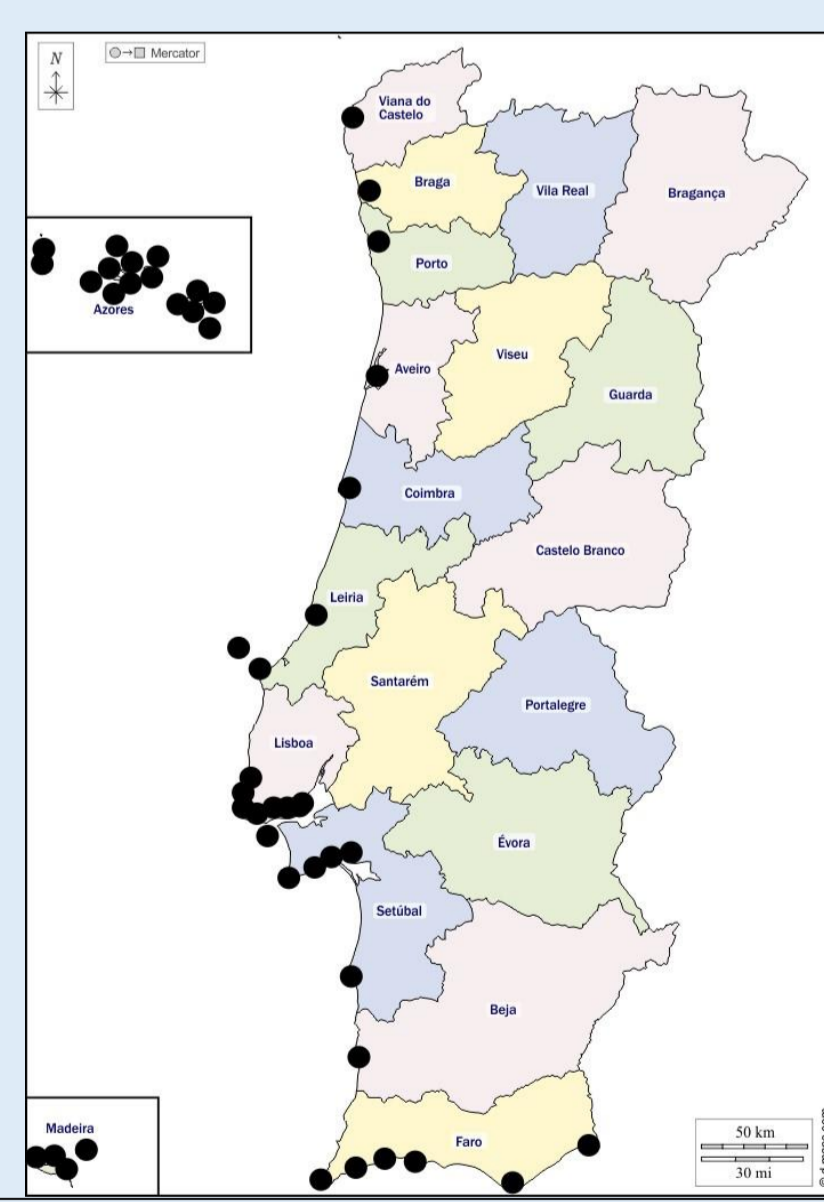 N
→ Mercator
Viana do
Castelo
Braga
Vila Real
Bragança
Porto
Azores
Aveiro
Viseu
Guarda
Coimbra
Castelo Branco
Leiria
Santarém
Portalegre
Lisboa
Évora
Setúbal
Beja
Madeira
Faro
50 km
30 mi